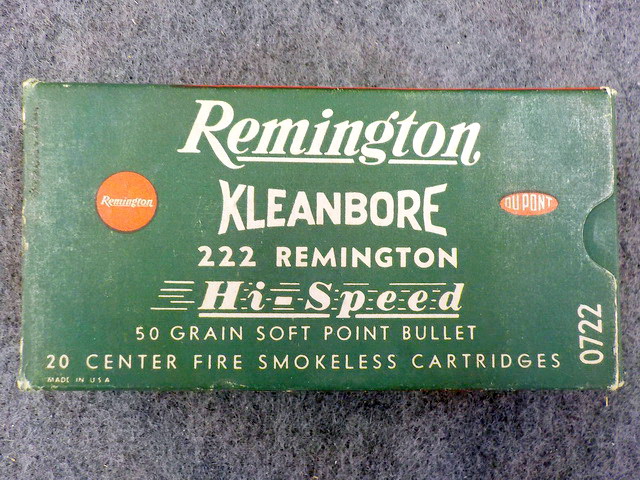 Remington
Remington
KLEANBORE
DU PONT
222 REMINGTON
Hi-Speed
50 GRAIN SOFT POINT BULLET
20 CENTER FIRE SMOKELESS CARTRIDGES
MADE IN U.S.A
0722